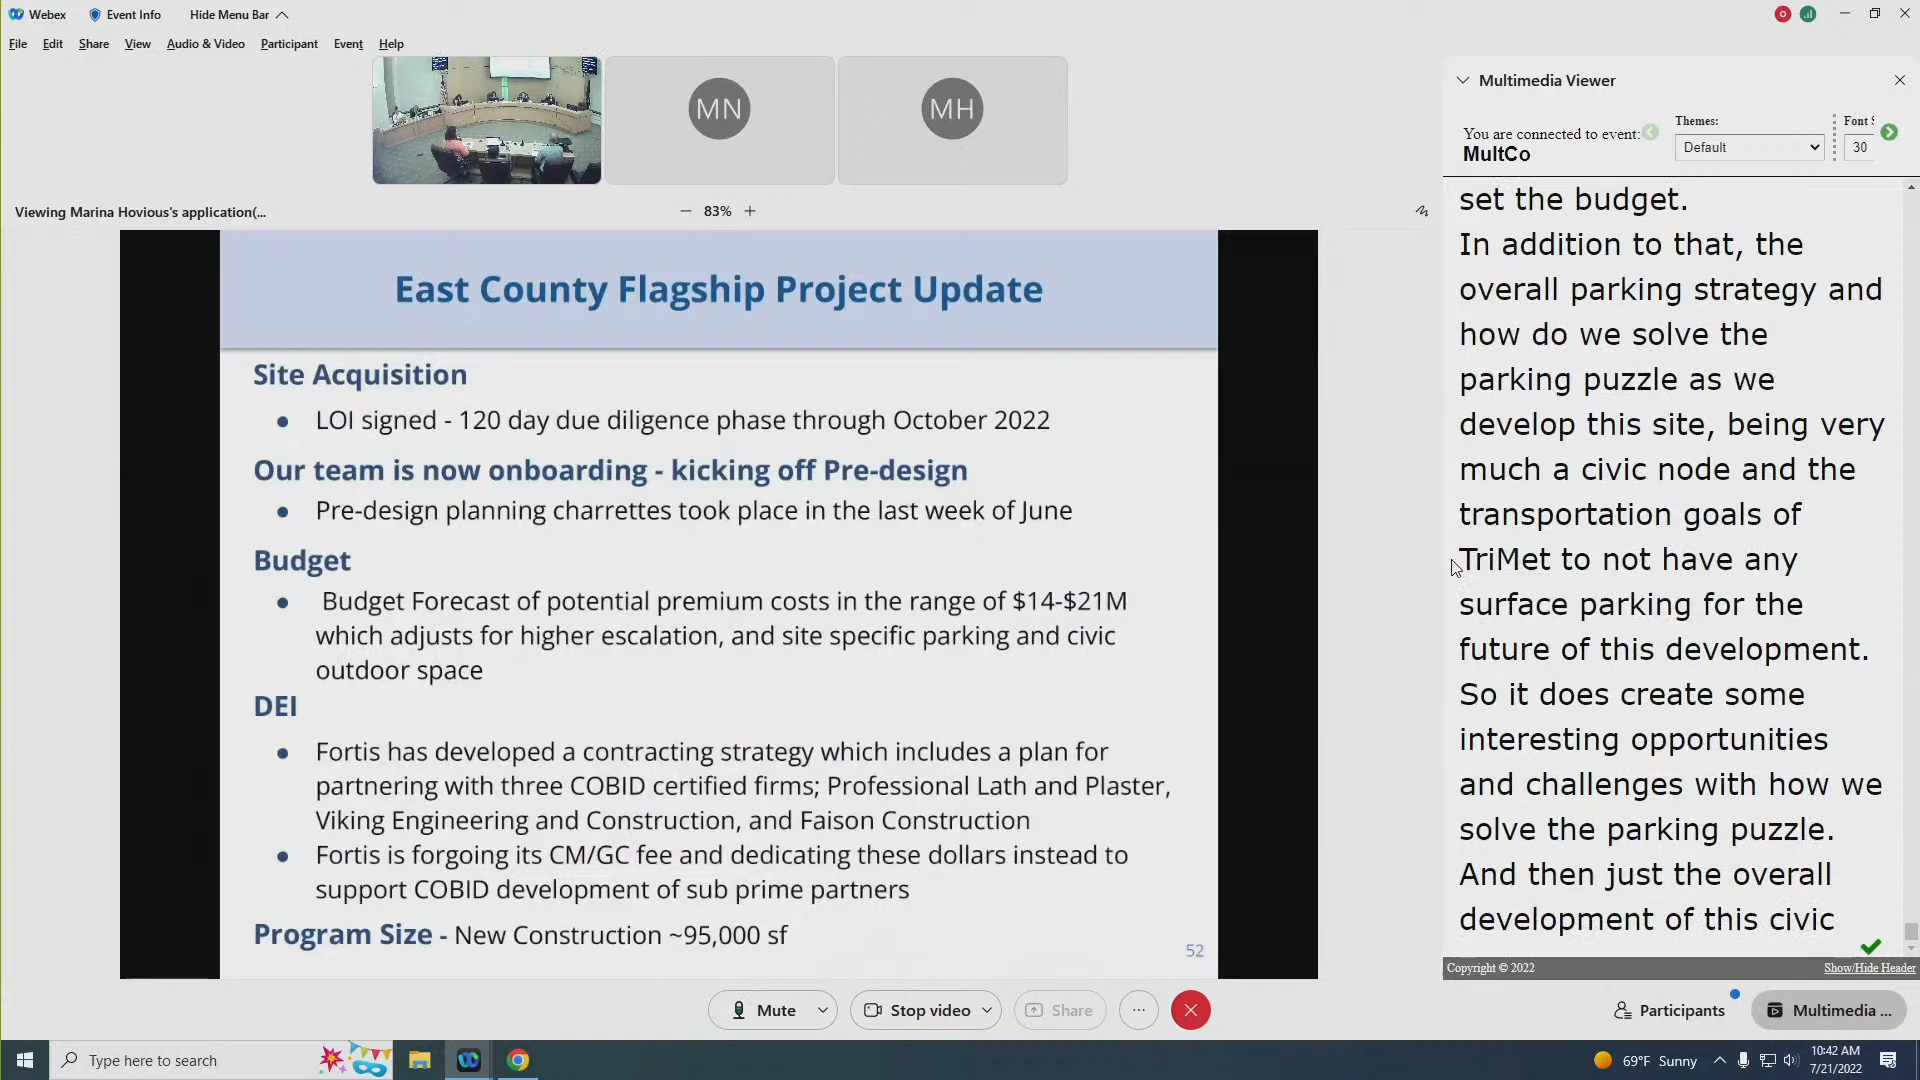 Webex
Event Info
Hide Menu Bar
File Edit Share View Audio & Video Participant Event Help
MN
MH
Viewing Marina Hovious's application(...
83%
East County Flagship Project Update
Site Acquisition
● LOI signed - 120 day due diligence phase through October 2022
Our team is now onboarding - kicking off Pre-design
● Pre-design planning charrettes took place in the last week of June
Budget
● Budget Forecast of potential premium costs in the range of $14-$21M
which adjusts for higher escalation, and site specific parking and civic
outdoor space
DEI
● Fortis has developed a contracting strategy which includes a plan for
partnering with three COBID certified firms; Professional Lath and Plaster,
Viking Engineering and Construction, and Faison Construction
● Fortis is forgoing its CM/GC fee and dedicating these dollars instead to
support COBID development of sub prime partners
Program Size - New Construction ~95,000 sf
52
Multimedia Viewer
You are connected to event:
MultCo
Themes:
Default
Font S
30
set the budget.
In addition to that, the
overall parking strategy and
how do we solve the
parking puzzle as we
develop this site, being very
much a civic node and the
transportation goals of
TriMet to not have any
surface parking for the
future of this development.
So it does create some
interesting opportunities
and challenges with how we
solve the parking puzzle.
And then just the overall
development of this civic
Copyright © 2022
Show/Hide Header
Mute
Stop video
Share
Participants
Multimedia ...
Type here to search
69°F Sunny
10:42 AM
7/21/2022